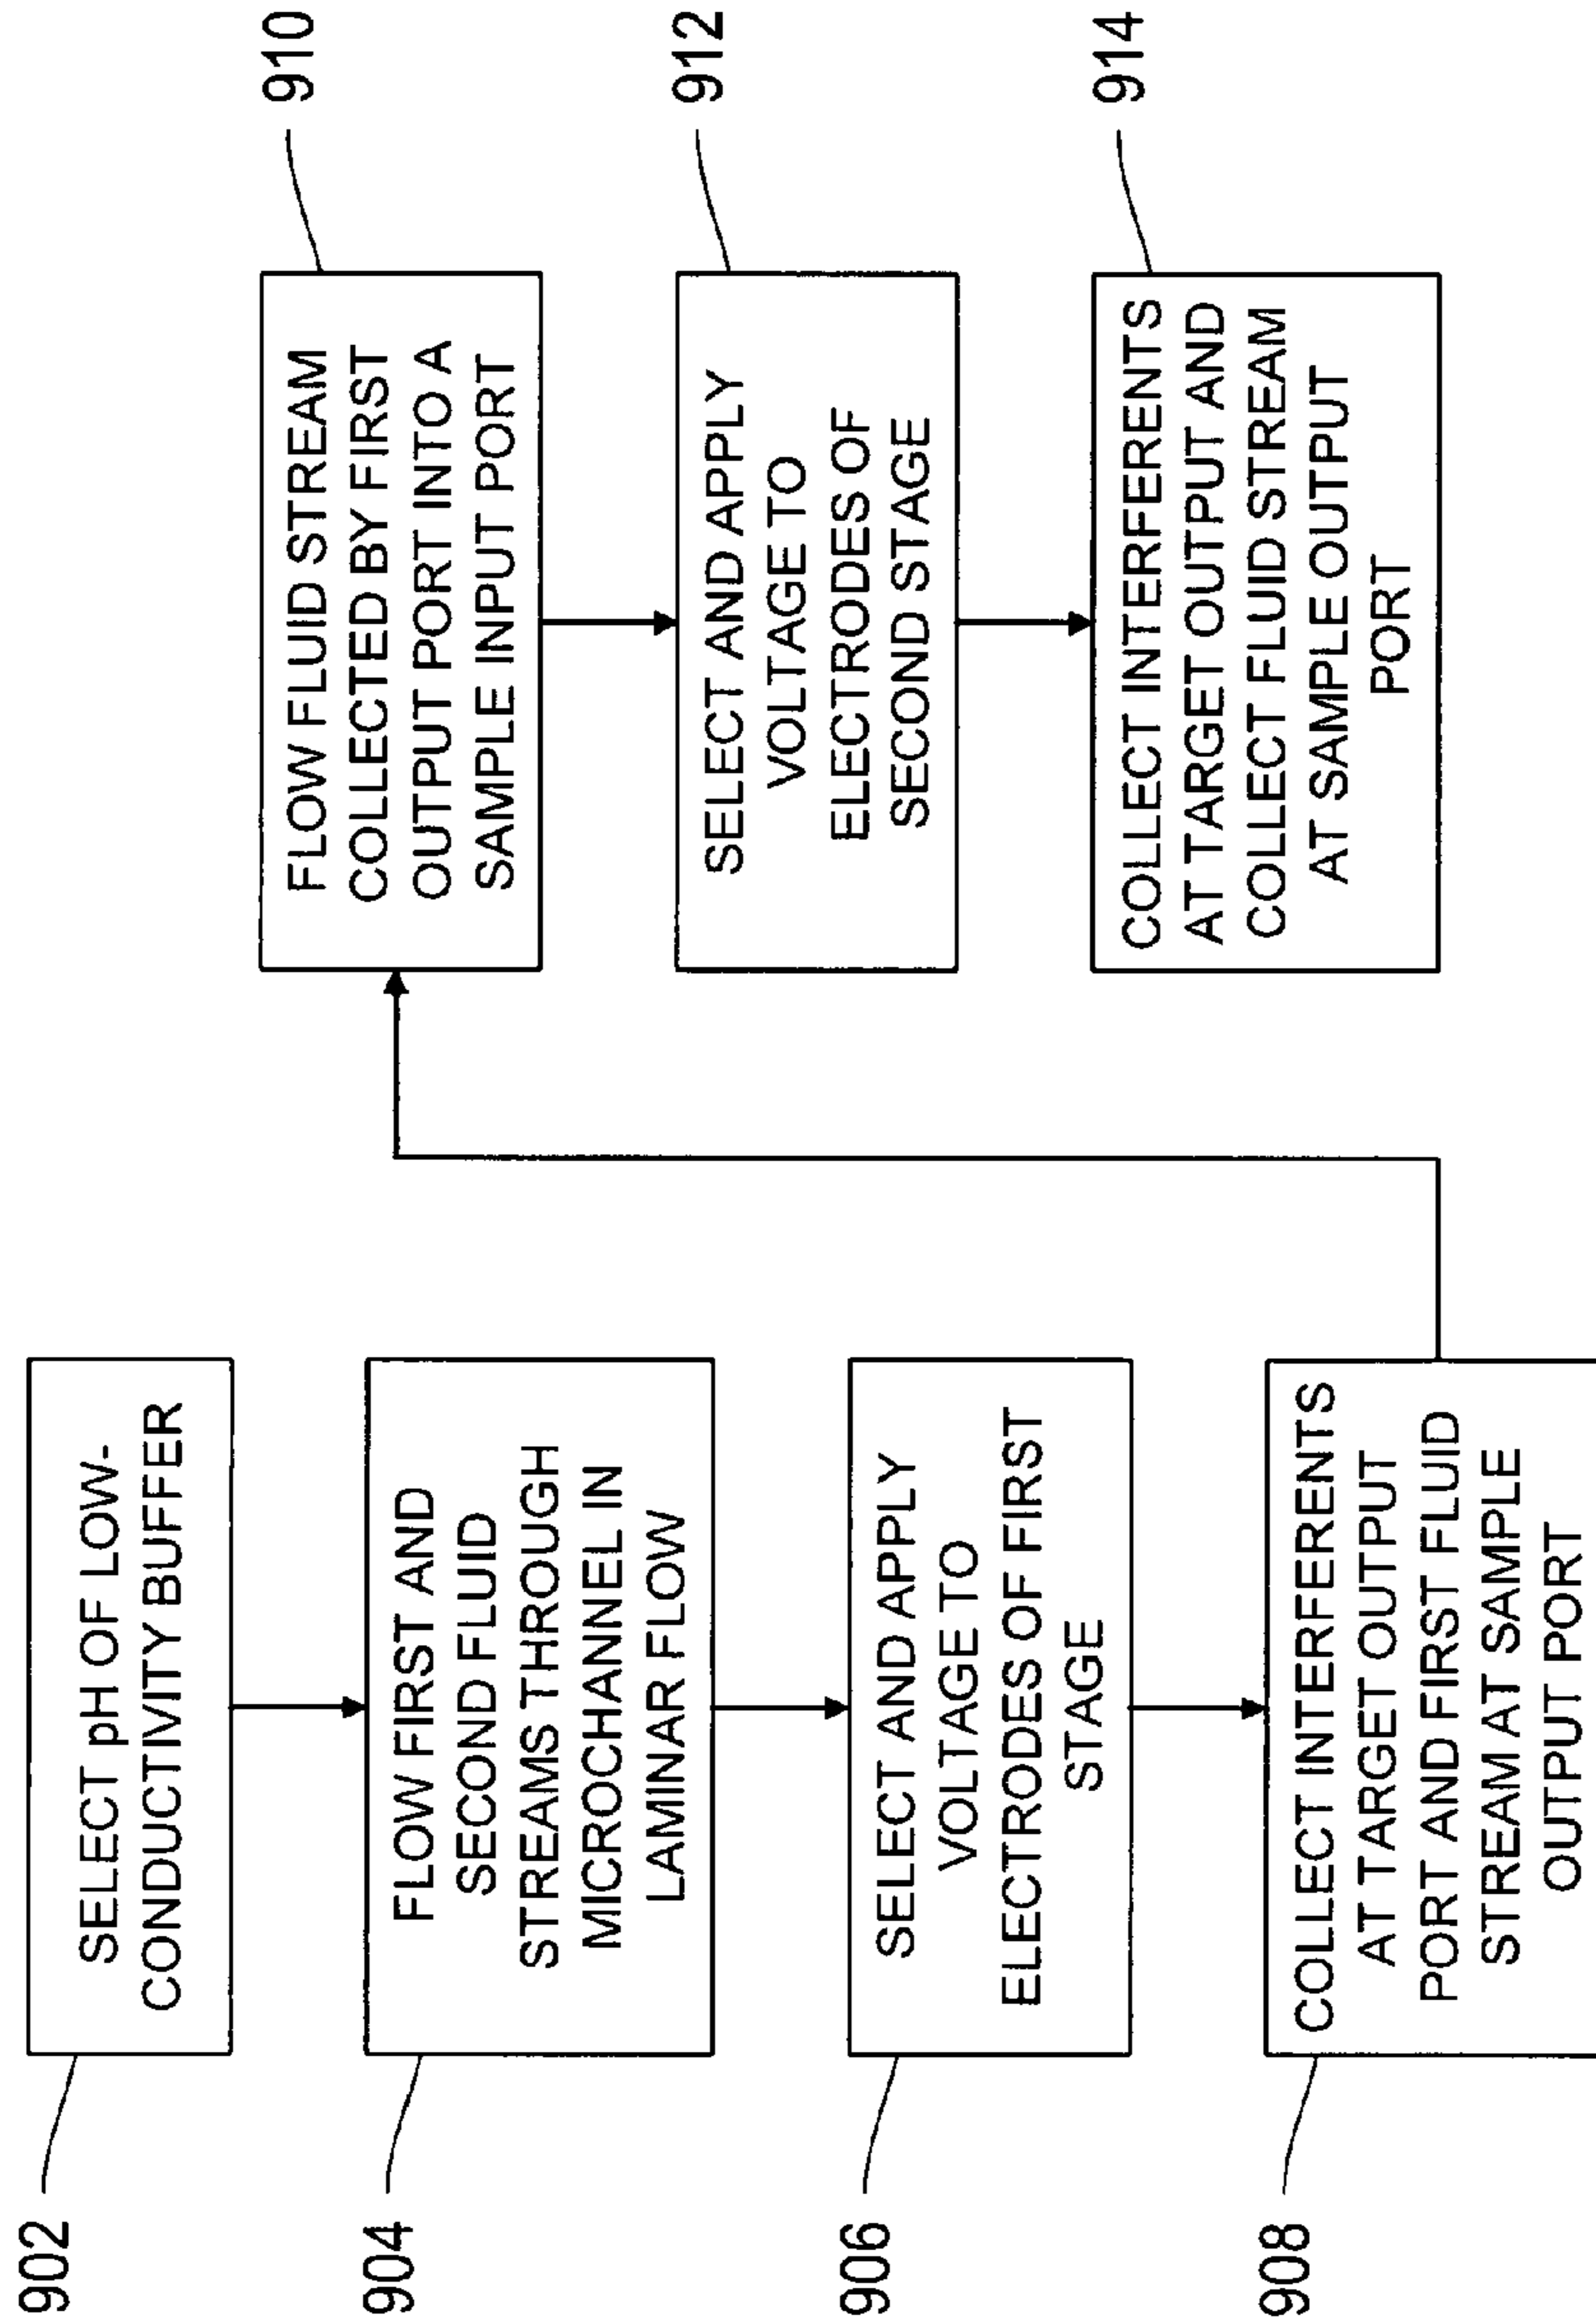 902
SELECT pH OF LOW-
CONDUCTIVITY BUFFER
904
FLOW FIRST AND
SECOND FLUID
STREAMS THROUGH
MICROCHANNEL IN
LAMINAR FLOW
906
SELECT AND APPLY
VOLTAGE TO
ELECTRODES OF FIRST
STAGE
908
COLLECT INTERFERENTS
AT TARGET OUTPUT
PORT AND FIRST FLUID
STREAM AT SAMPLE
OUTPUT PORT
910
FLOW FLUID STREAM
COLLECTED BY FIRST
OUTPUT PORT INTO A
SAMPLE INPUT PORT
912
SELECT AND APPLY
VOLTAGE TO
ELECTRODES OF
SECOND STAGE
914
COLLECT INTERFERENTS
AT TARGET OUTPUT AND
COLLECT FLUID STREAM
AT SAMPLE OUTPUT
PORT